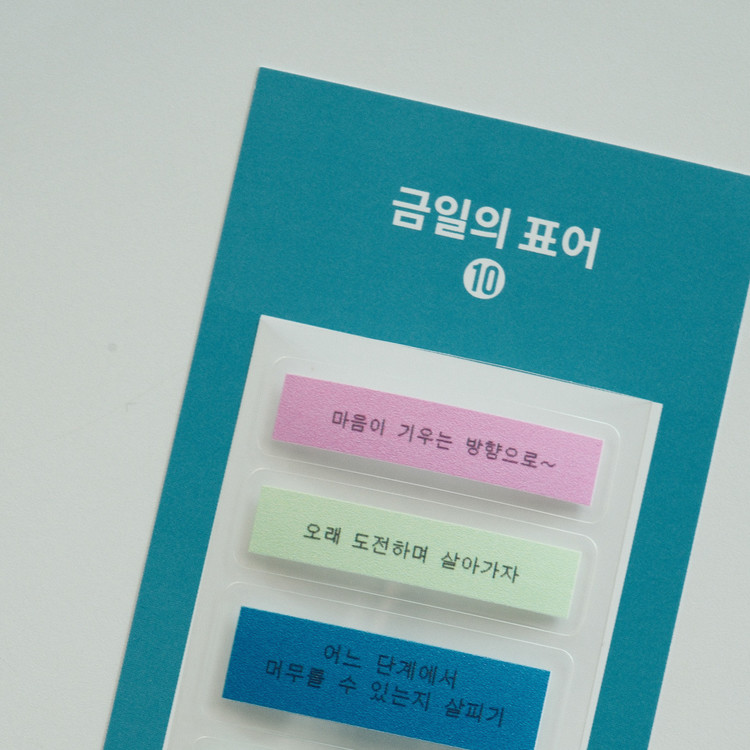 금일의 표어
10
마음이 기우는 방향으로~
오래 도전하며 살아가자
어느 단계에서
머무를 수 있는지 살피기